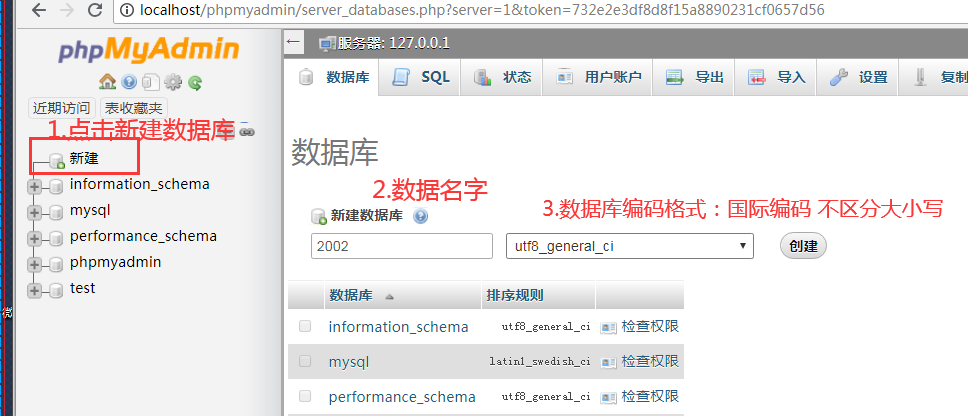 localhost/phpmyadmin/server_databases.php?server=1&token=732e2e3df8d8f15a8890231cf0657d56
phpMyAdmin
近期访问 表收藏夹
1.点击新建数据库
新建
information_schema
mysql
performance_schema
phpmyadmin
test
微
服务器: 127.0.0.1
数据库 SQL 状态 用户账户 导出 导入 设置 复制
数据库
2.数据名字
新建数据库
3.数据库编码格式：国际编码 不区分大小写
2002 utf8_general_ci 创建
数据库 排序规则
information_schema utf8_general_ci 检查权限
mysql latin1_swedish_ci 检查权限
performance_schema utf8_general_ci 检查权限